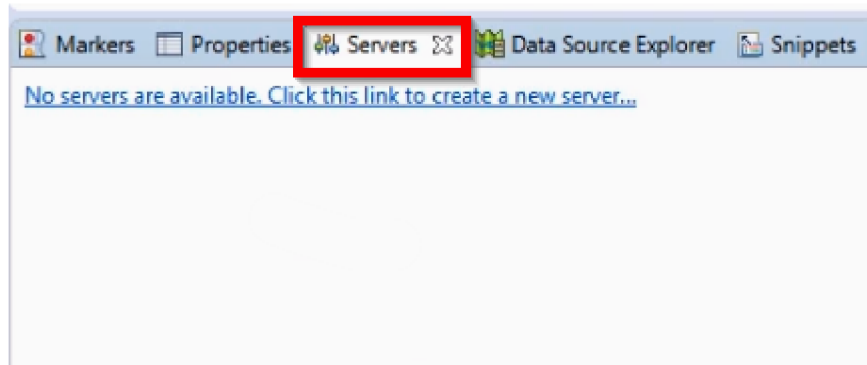 Markers Properties Servers Data Source Explorer Snippets
No servers are available. Click this link to create a new server...